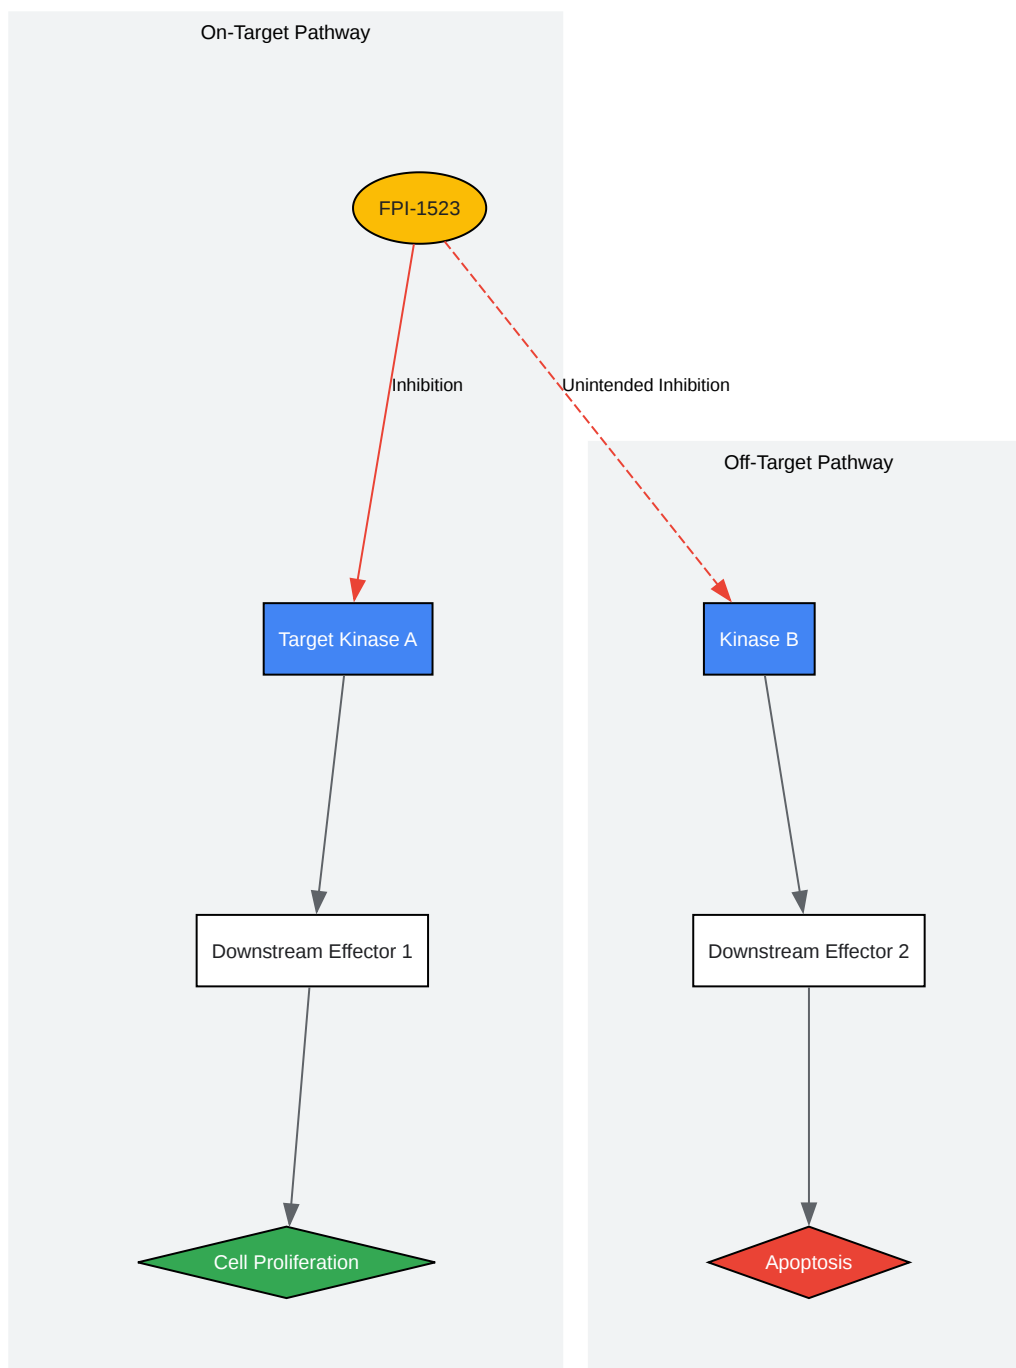 On-Target Pathway
FPI-1523
Inhibition
Unintended Inhibition
Off-Target Pathway
Target Kinase A
Kinase B
Downstream Effector 1
Downstream Effector 2
Cell Proliferation
Apoptosis